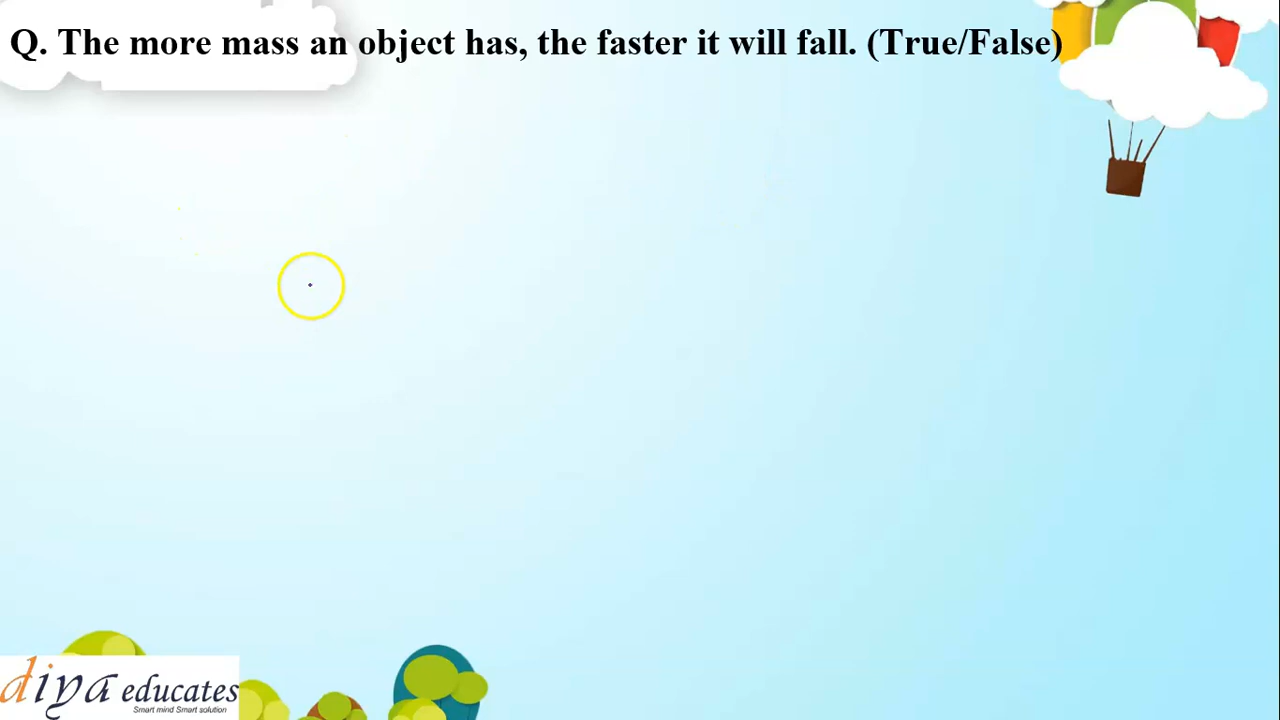 Q. The more mass an object has, the faster it will fall. (True/False)
diya educates
Smart mind Smart solution